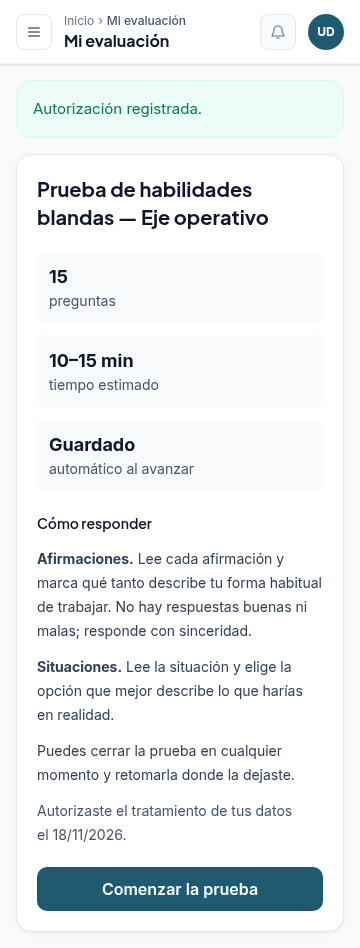 Inicio › Mi evaluación
Mi evaluación
UD
Autorización registrada.
Prueba de habilidades
blandas — Eje operativo
15
preguntas
10–15 min
tiempo estimado
Guardado
automático al avanzar
Cómo responder
Afirmaciones. Lee cada afirmación y
marca qué tanto describe tu forma habitual
de trabajar. No hay respuestas buenas ni
malas; responde con sinceridad.
Situaciones. Lee la situación y elige la
opción que mejor describe lo que harías
en realidad.
Puedes cerrar la prueba en cualquier
momento y retomarla donde la dejaste.
Autorizaste el tratamiento de tus datos
el 18/11/2026.
Comenzar la prueba